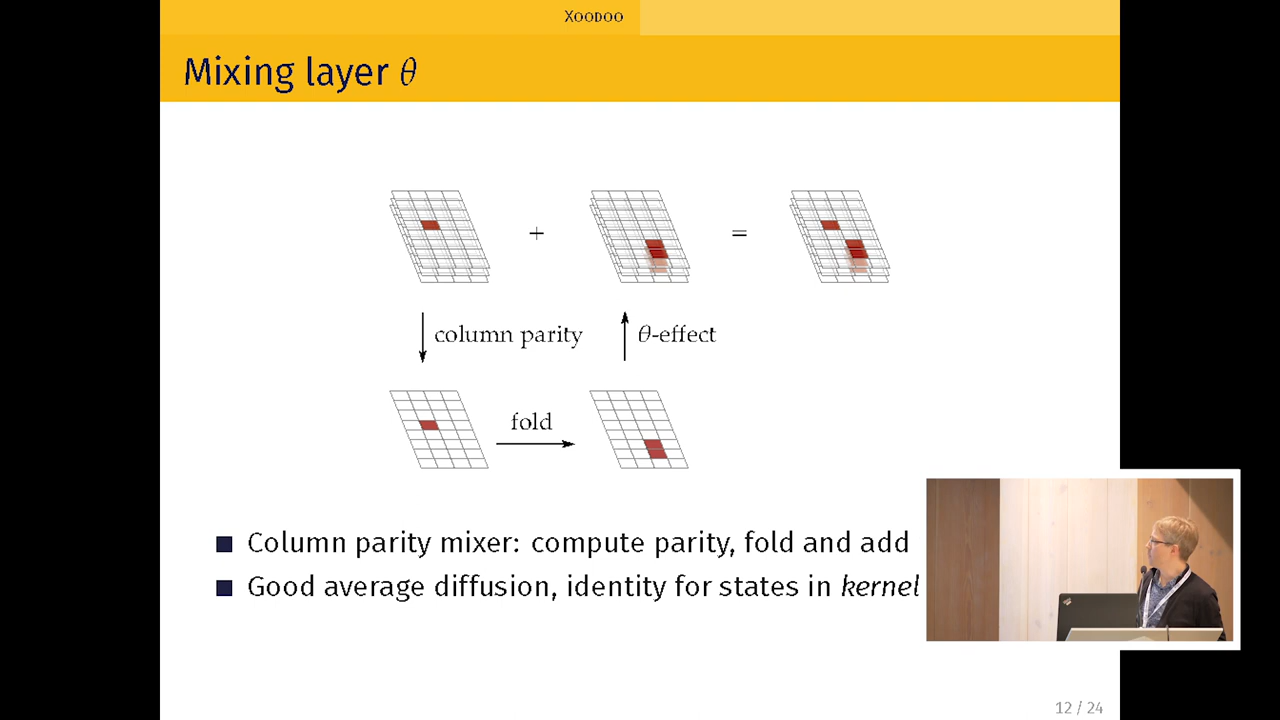 Xoodoo
Mixing layer θ
+
=
column parity
θ-effect
fold
Column parity mixer: compute parity, fold and add
Good average diffusion, identity for states in kernel
12 / 24